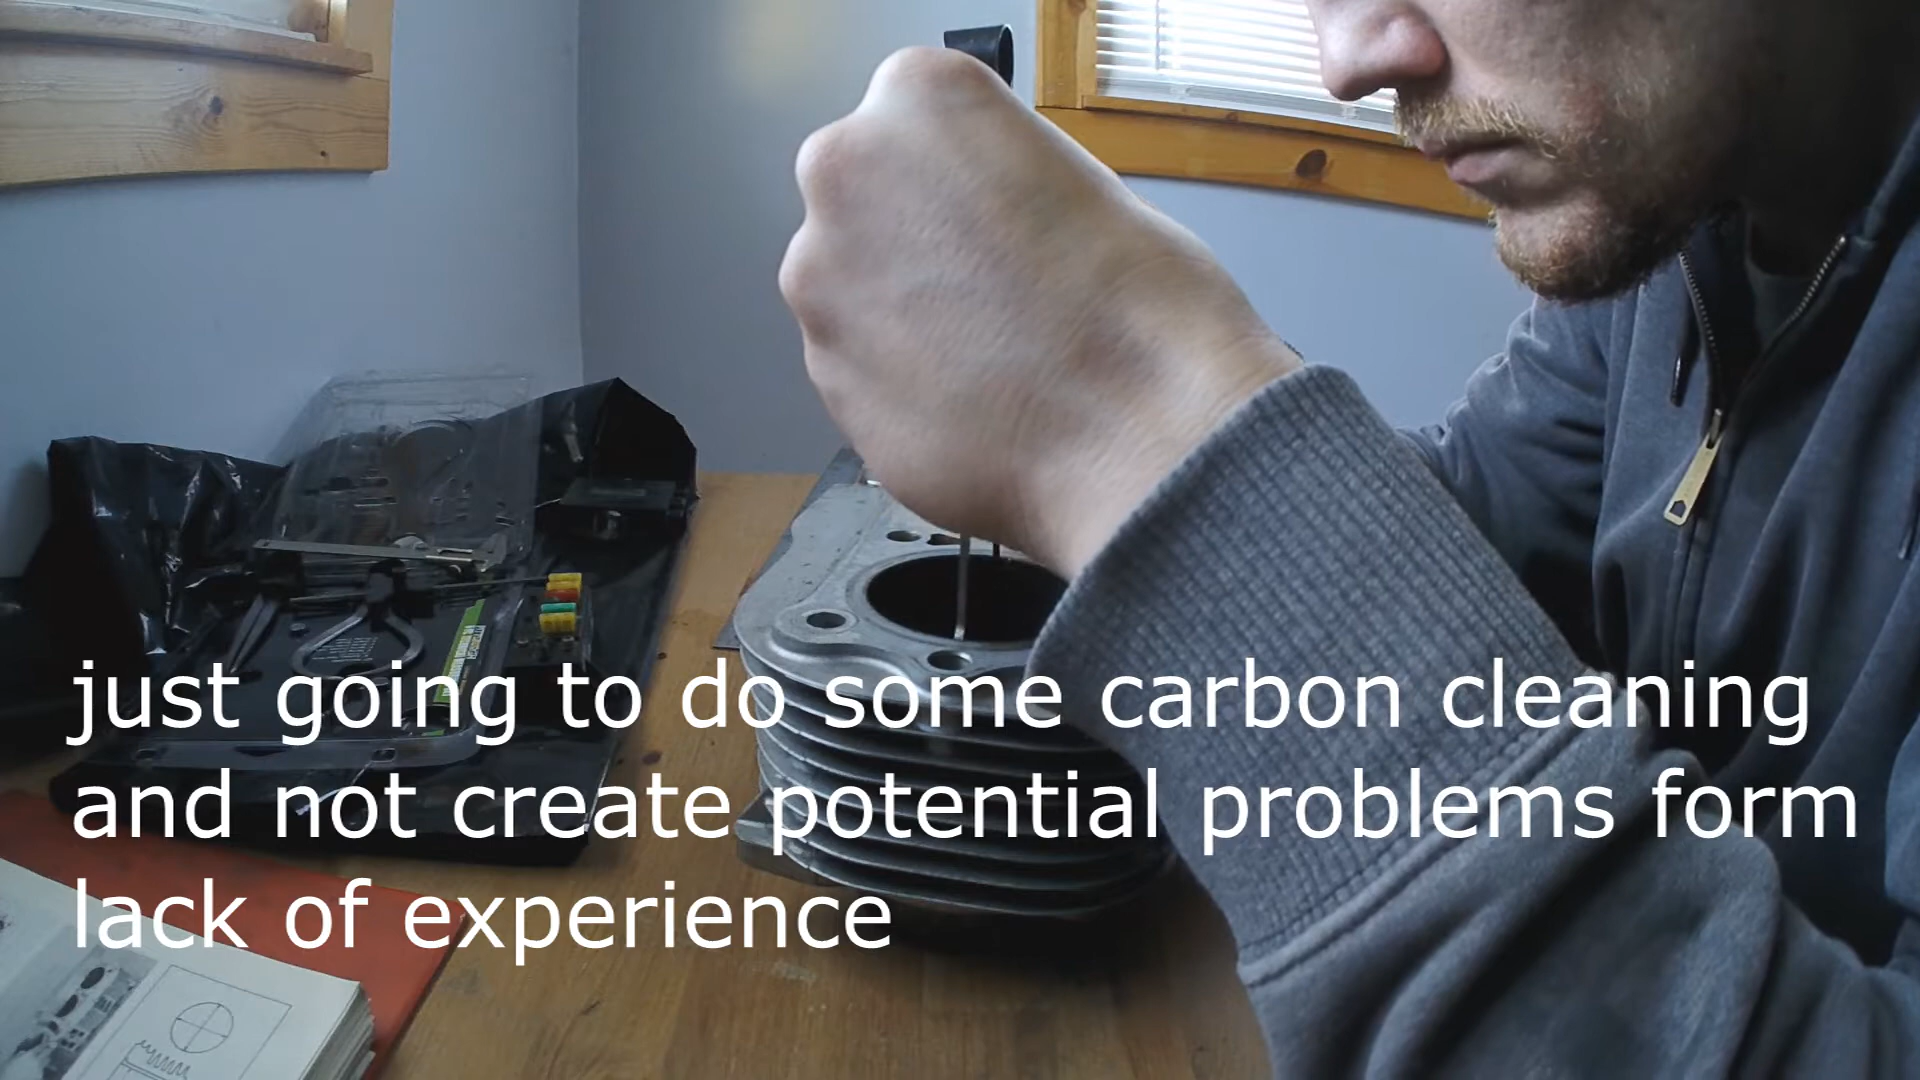 just going to do some carbon cleaning
and not create potential problems form
lack of experience